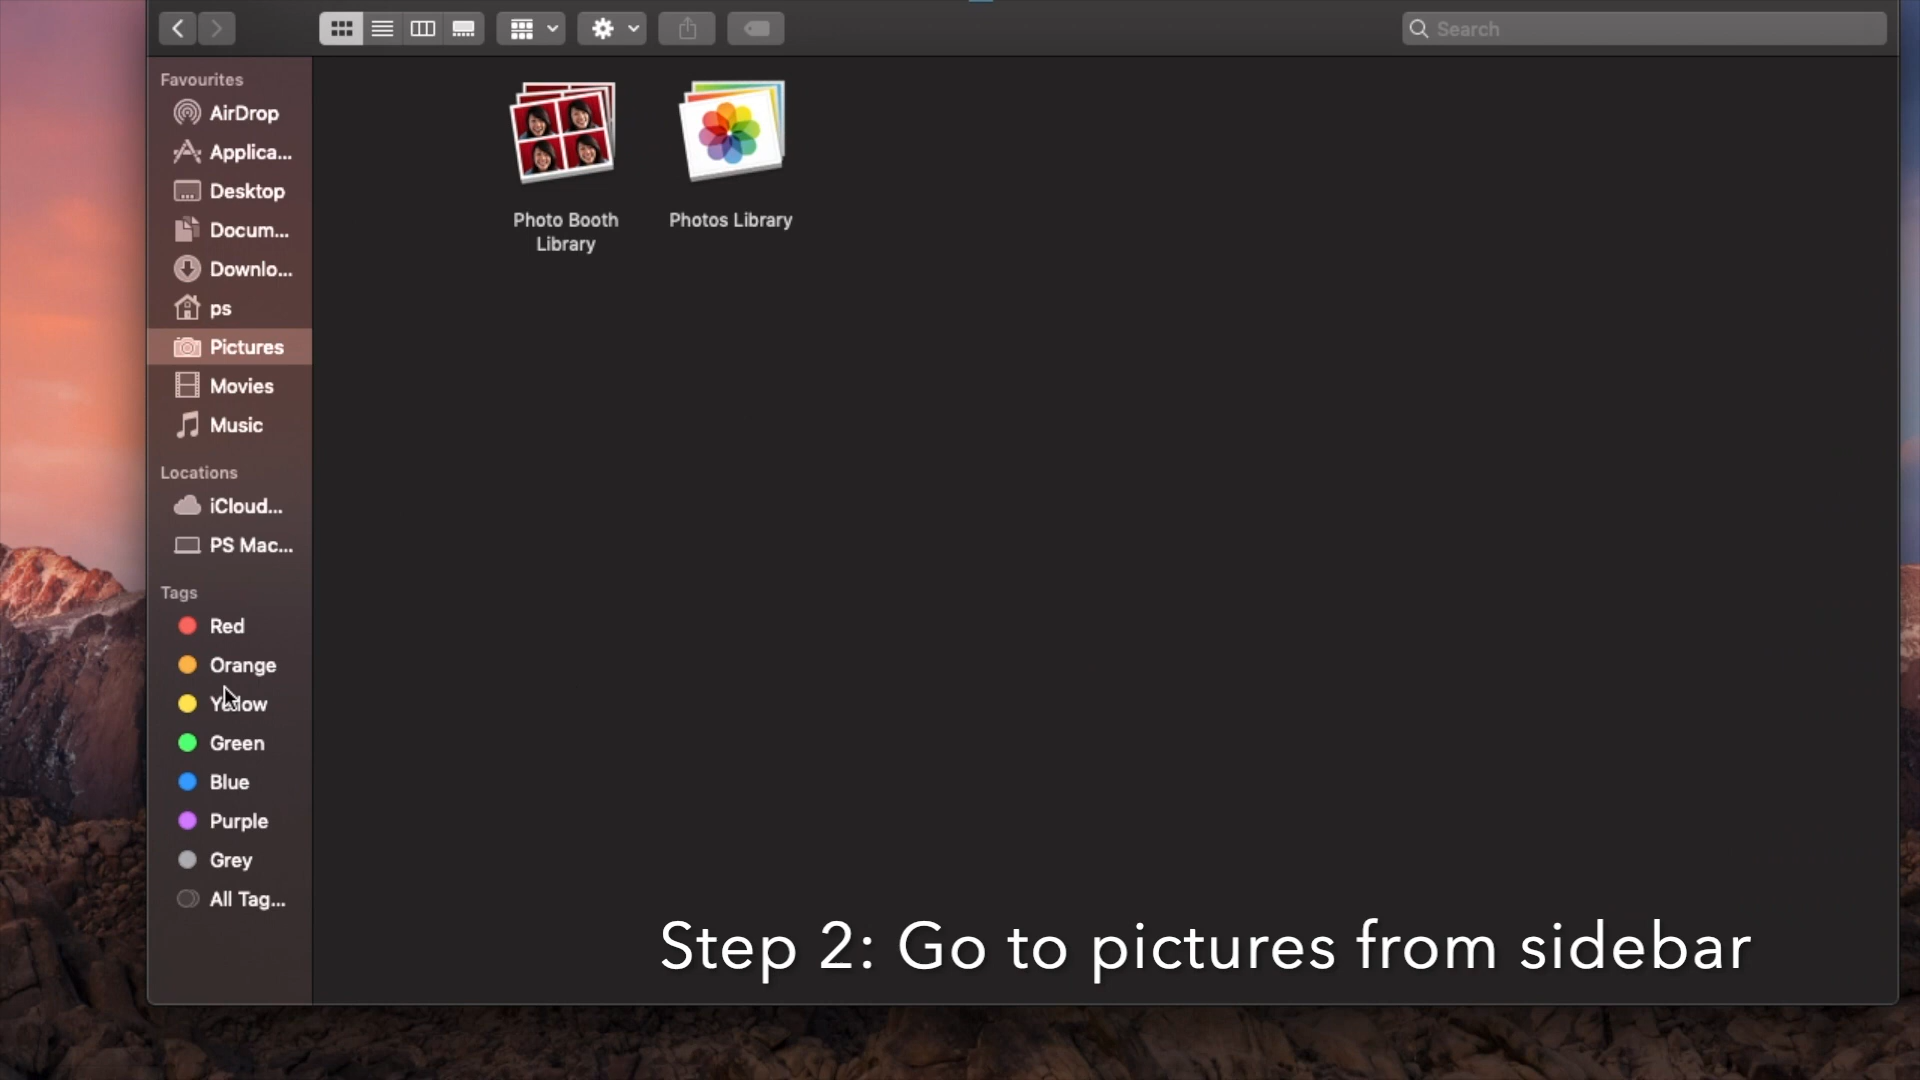 Search
Favourites
AirDrop
Applica...
Desktop
Docum...
Downlo...
ps
Pictures
Movies
Music
Locations
iCloud...
PS Mac...
Tags
Red
Orange
Yellow
Green
Blue
Purple
Grey
All Tag...
Photo Booth
Library
Photos Library
Step 2: Go to pictures from sidebar